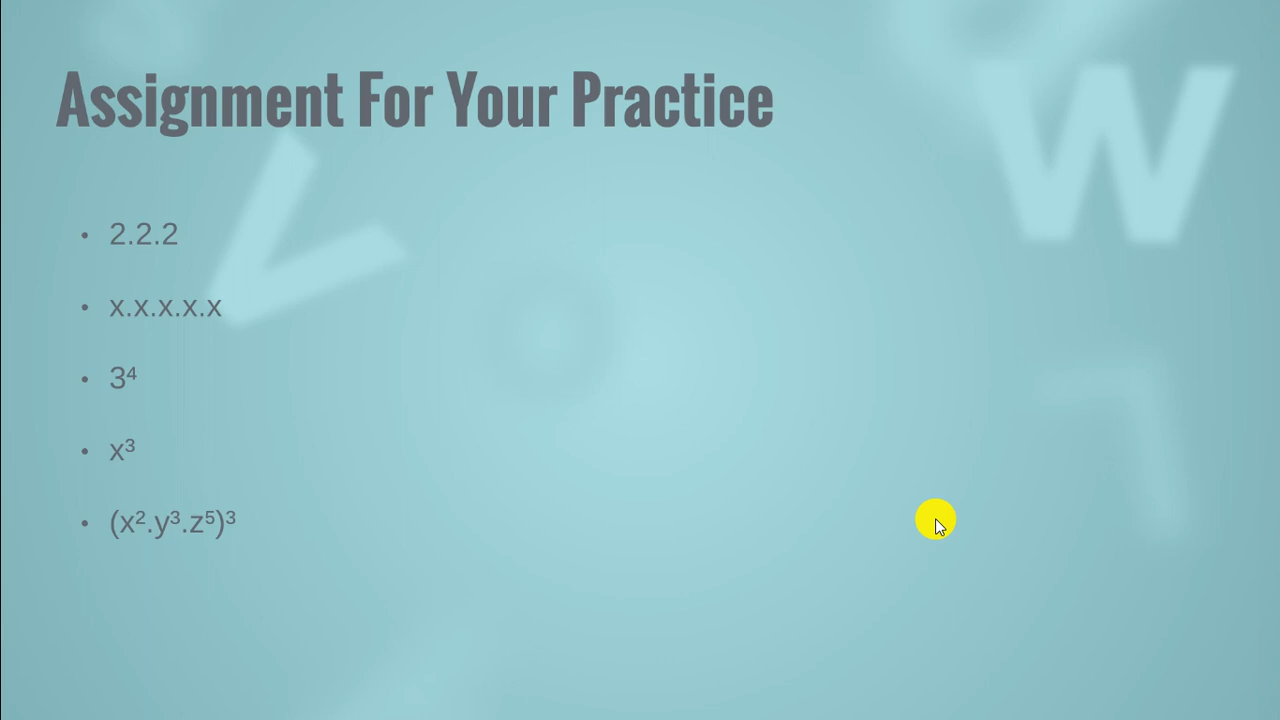 Assignment For Your Practice
• 2.2.2
• x.x.x.x.x
• 3⁴
• x³
• (x².y³.z⁵)³